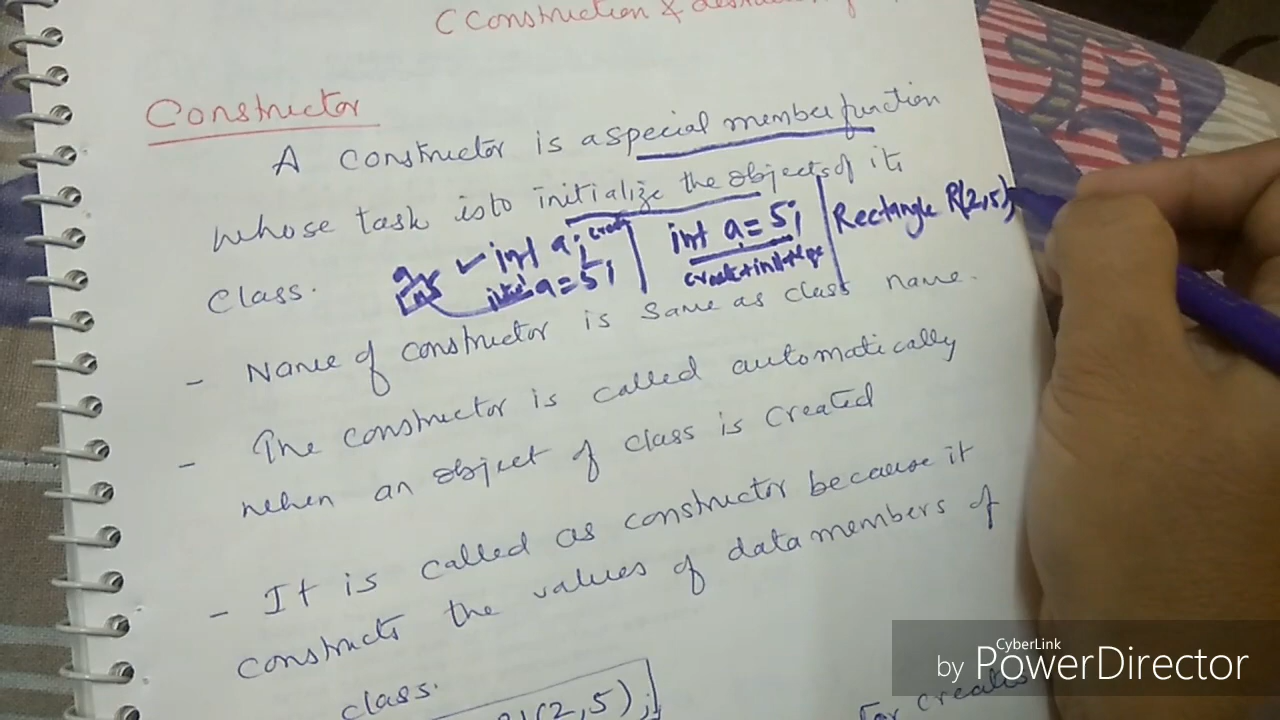 C Construction &
Constructor
A constructor is a special member function
whose task is to initialize the objects of its
class.
int a;
a=5;
int a=5;
Rectangle R(2,5);
- Name of constructor is same as class name.
- The constructor is called automatically
when an object of class is created
- It is called as constructor because it
constructs the values of data members of
class.
(2,5);
for
CyberLink
by PowerDirector